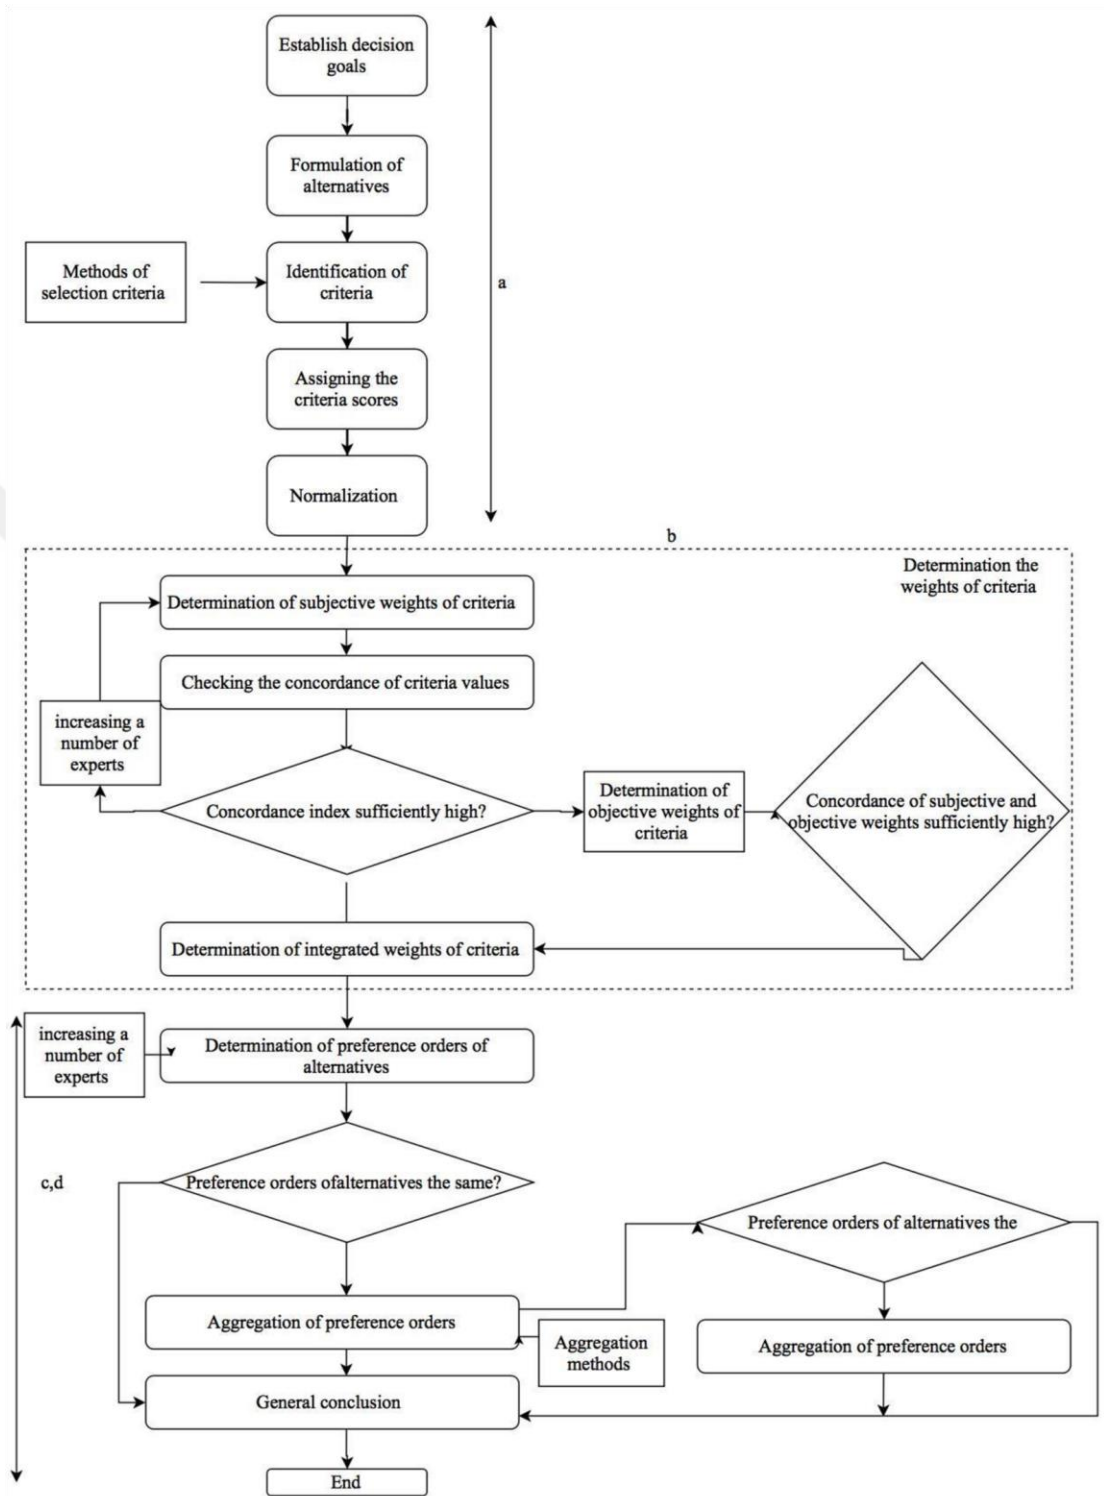 Establish decision
goals
Formulation of
alternatives
Methods of
selection criteria
Identification of
criteria
a
Assigning the
criteria scores
Normalization
b
Determination the
weights of criteria
Determination of subjective weights of criteria
Checking the concordance of criteria values
increasing a
number of
experts
Concordance index sufficiently high?
Determination of
objective weights of
criteria
Concordance of subjective and
objective weights sufficiently high?
Determination of integrated weights of criteria
increasing a
number of
experts
Determination of preference orders of
alternatives
c,d
Preference orders ofalternatives the same?
Preference orders of alternatives the
Aggregation of preference orders
Aggregation
methods
Aggregation of preference orders
General conclusion
End